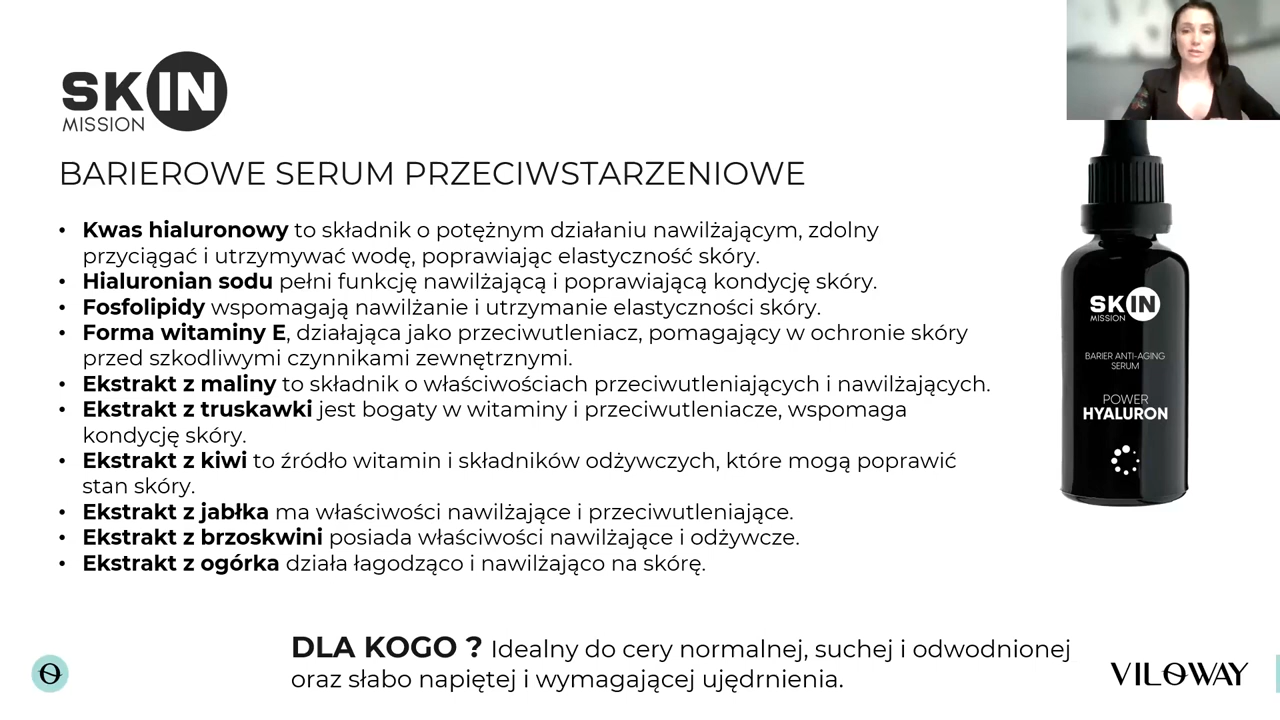 SKIN
MISSION
BARIEROWE SERUM PRZECIWSTARZENIOWE
• Kwas hialuronowy to składnik o potężnym działaniu nawilżającym, zdolny
przyciągać i utrzymywać wodę, poprawiając elastyczność skóry.
• Hialuronian sodu pełni funkcję nawilżającą i poprawiającą kondycję skóry.
• Fosfolipidy wspomagają nawilżanie i utrzymanie elastyczności skóry.
• Forma witaminy E, działająca jako przeciwutleniacz, pomagający w ochronie skóry
przed szkodliwymi czynnikami zewnętrznymi.
• Ekstrakt z maliny to składnik o właściwościach przeciwutleniających i nawilżających.
• Ekstrakt z truskawki jest bogaty w witaminy i przeciwutleniacze, wspomaga
kondycję skóry.
• Ekstrakt z kiwi to źródło witamin i składników odżywczych, które mogą poprawić
stan skóry.
• Ekstrakt z jabłka ma właściwości nawilżające i przeciwutleniające.
• Ekstrakt z brzoskwini posiada właściwości nawilżające i odżywcze.
• Ekstrakt z ogórka działa łagodząco i nawilżająco na skórę.
SKIN
MISSION
BARIER ANTI-AGING
SERUM
POWER
HYALURON
DLA KOGO ? Idealny do cery normalnej, suchej i odwodnionej
oraz słabo napiętej i wymagającej ujędrnienia.
VILOWAY